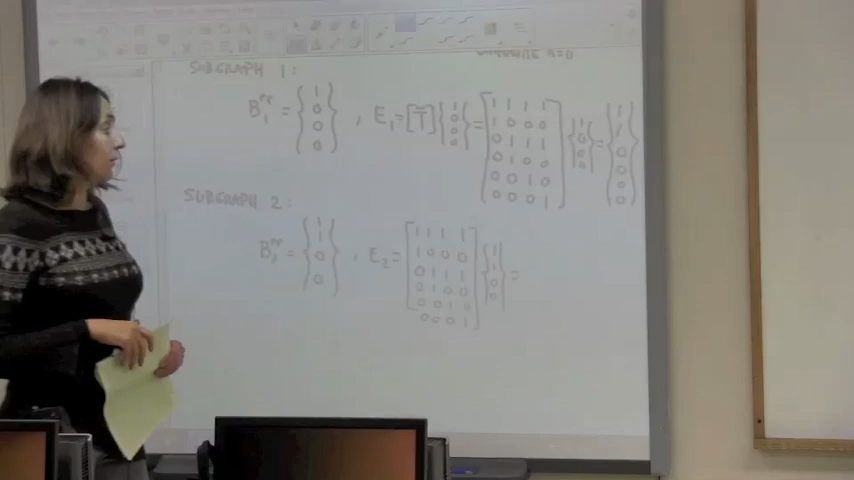 SUBGRAPH 1:
B₁ʳʳ = {1 0 0 0}, E₁ = [T̄] {1 0 0 0} = [1 1 1 1; 1 0 0 0; 0 1 1 1; 0 1 0 0; 0 0 1 0; 0 0 0 1] {1 0 0 0} = {1 1 0 0 0 0}
SUBGRAPH 2:
= {1 1 0 0}, E₂ = [1 1 1 1; 1 0 0 0; 0 1 1 1; 0 1 0 0; 0 0 1 0; 0 0 0 1] {1 1 0 0} =